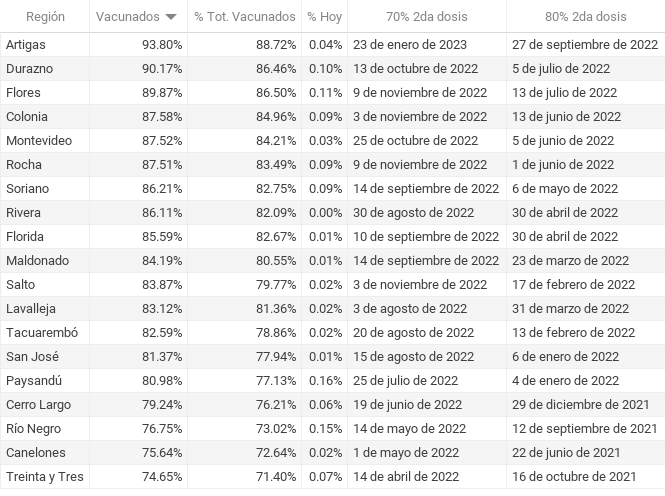 Región Vacunados % Tot. Vacunados % Hoy 70% 2da dosis 80% 2da dosis
Artigas 93.80% 88.72% 0.04% 23 de enero de 2023 27 de septiembre de 2022
Durazno 90.17% 86.46% 0.10% 13 de octubre de 2022 5 de julio de 2022
Flores 89.87% 86.50% 0.11% 9 de noviembre de 2022 13 de julio de 2022
Colonia 87.58% 84.96% 0.09% 3 de noviembre de 2022 13 de junio de 2022
Montevideo 87.52% 84.21% 0.03% 25 de octubre de 2022 5 de junio de 2022
Rocha 87.51% 83.49% 0.09% 9 de noviembre de 2022 1 de junio de 2022
Soriano 86.21% 82.75% 0.09% 14 de septiembre de 2022 6 de mayo de 2022
Rivera 86.11% 82.09% 0.00% 30 de agosto de 2022 30 de abril de 2022
Florida 85.59% 82.67% 0.01% 10 de septiembre de 2022 30 de abril de 2022
Maldonado 84.19% 80.55% 0.01% 14 de septiembre de 2022 23 de marzo de 2022
Salto 83.87% 79.77% 0.02% 3 de noviembre de 2022 17 de febrero de 2022
Lavalleja 83.12% 81.36% 0.02% 3 de agosto de 2022 31 de marzo de 2022
Tacuarembó 82.59% 78.86% 0.02% 20 de agosto de 2022 13 de febrero de 2022
San José 81.37% 77.94% 0.01% 15 de agosto de 2022 6 de enero de 2022
Paysandú 80.98% 77.13% 0.16% 25 de julio de 2022 4 de enero de 2022
Cerro Largo 79.24% 76.21% 0.06% 19 de junio de 2022 29 de diciembre de 2021
Río Negro 76.75% 73.02% 0.15% 14 de mayo de 2022 12 de septiembre de 2021
Canelones 75.64% 72.64% 0.02% 1 de mayo de 2022 22 de junio de 2021
Treinta y Tres 74.65% 71.40% 0.07% 14 de abril de 2022 16 de octubre de 2021